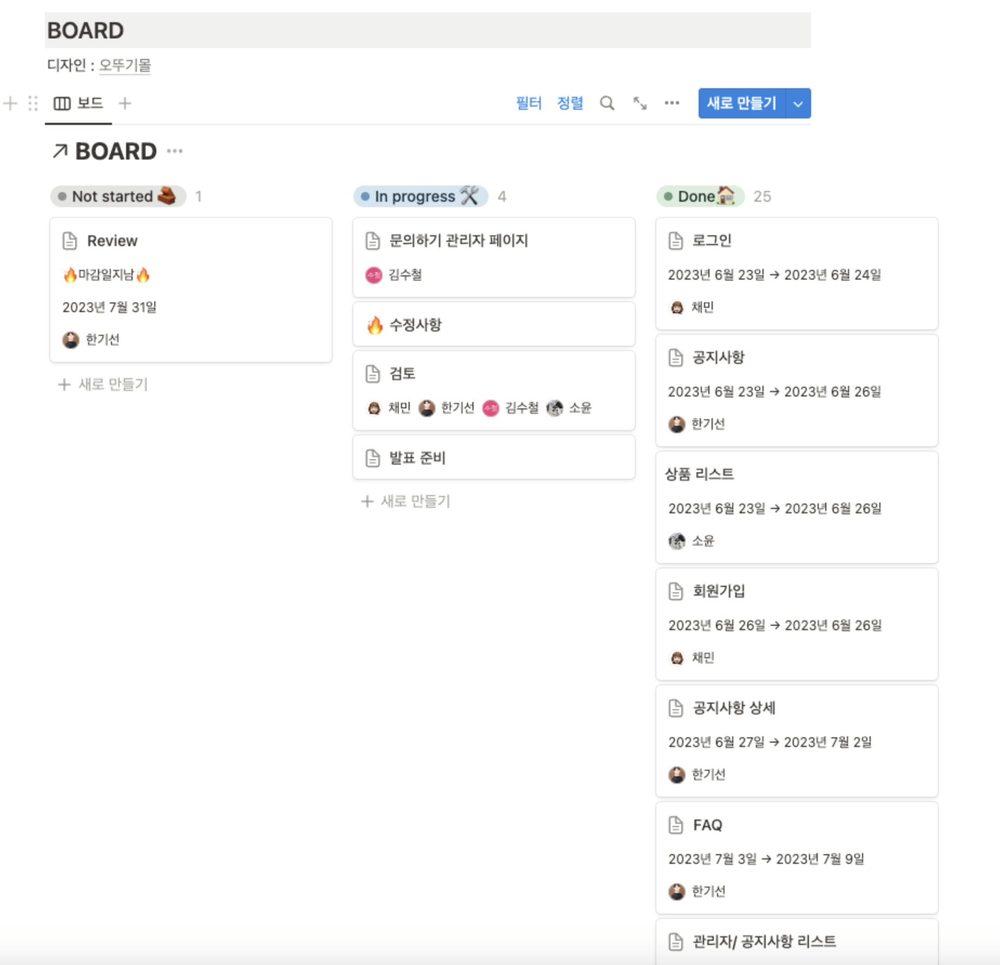 BOARD
디자인 : 오뚜기몰
보드
필터 정렬 새로 만들기
BOARD
Not started 1
Review
마감일지남
2023년 7월 31일
한기선
새로 만들기
In progress 4
문의하기 관리자 페이지
수철 김수철
수정사항
검토
채민 한기선 수철 김수철 소윤
발표 준비
새로 만들기
Done 25
로그인
2023년 6월 23일 → 2023년 6월 24일
채민
공지사항
2023년 6월 23일 → 2023년 6월 26일
한기선
상품 리스트
2023년 6월 23일 → 2023년 6월 26일
소윤
회원가입
2023년 6월 26일 → 2023년 6월 26일
채민
공지사항 상세
2023년 6월 27일 → 2023년 7월 2일
한기선
FAQ
2023년 7월 3일 → 2023년 7월 9일
한기선
관리자/ 공지사항 리스트